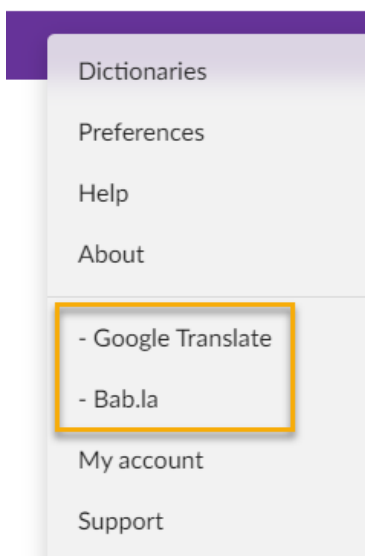 Dictionaries
Preferences
Help
About
- Google Translate
- Bab.la
My account
Support